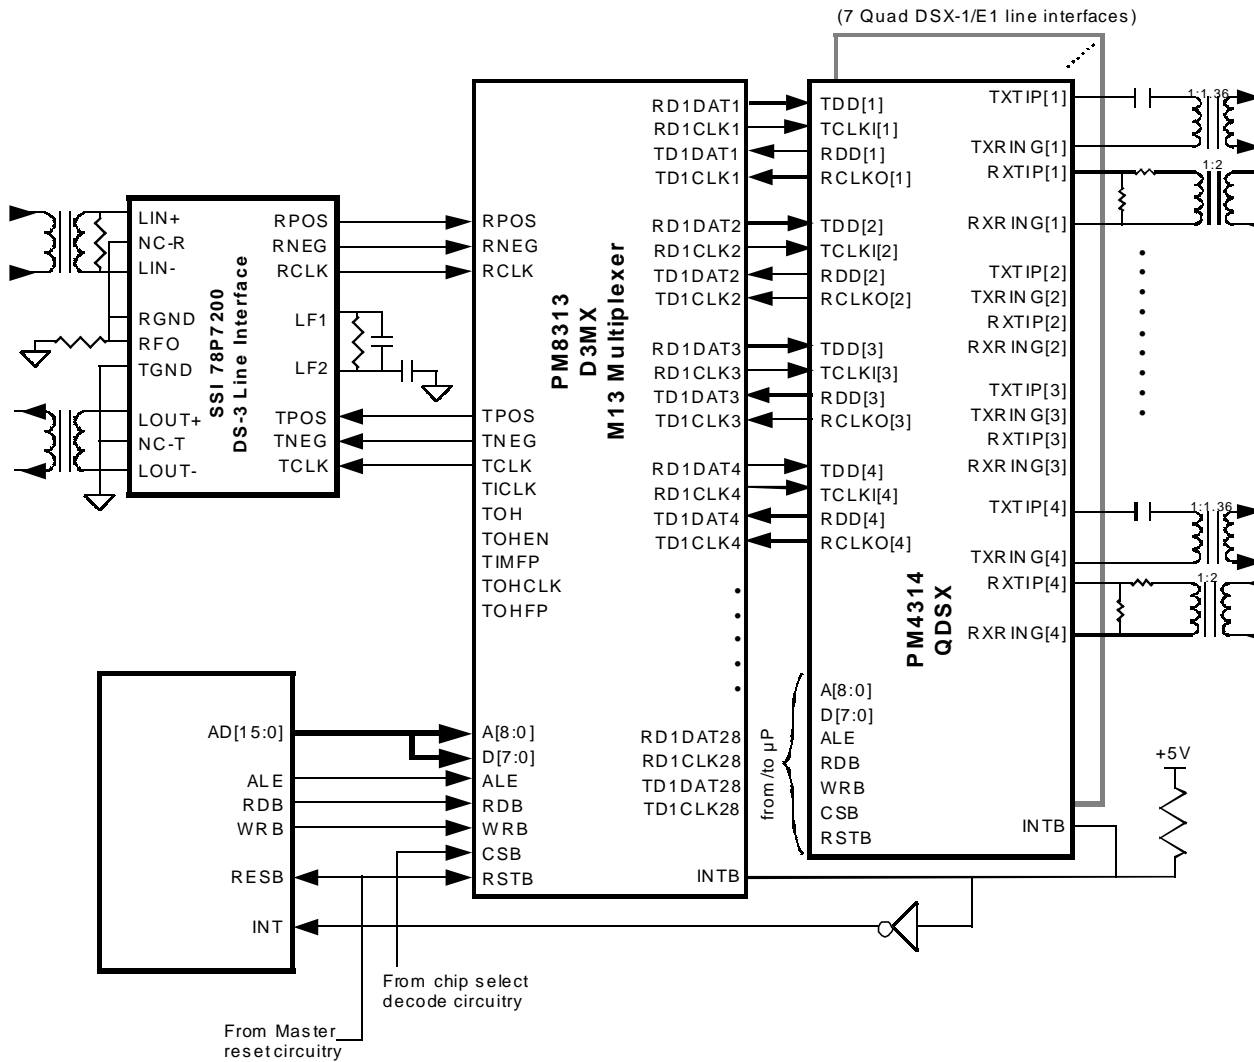 (7 Quad DSX-1/E1 line interfaces)
LIN+
NC-R
LIN-
RGND
RFO
TGND
LOUT+
NC-T
LOUT-
SSI 78P7200
DS-3 Line Interface
RPOS
RNEG
RCLK
LF1
LF2
TPOS
TNEG
TCLK
RPOS
RNEG
RCLK
TPOS
TNEG
TCLK
TICLK
TOH
TOHEN
TIMFP
TOHCLK
TOHFP
A[8:0]
D[7:0]
ALE
RDB
WRB
CSB
RSTB
PM8313
D3MX
M13 Multiplexer
RD1DAT1
RD1CLK1
TD1DAT1
TD1CLK1
RD1DAT2
RD1CLK2
TD1DAT2
TD1CLK2
RD1DAT3
RD1CLK3
TD1DAT3
TD1CLK3
RD1DAT4
RD1CLK4
TD1DAT4
TD1CLK4
RD1DAT28
RD1CLK28
TD1DAT28
TD1CLK28
INTB
TDD[1]
TCLKI[1]
RDD[1]
RCLKO[1]
TDD[2]
TCLKI[2]
RDD[2]
RCLKO[2]
TDD[3]
TCLKI[3]
RDD[3]
RCLKO[3]
TDD[4]
TCLKI[4]
RDD[4]
RCLKO[4]
PM4314
QDSX
from/to µP
A[8:0]
D[7:0]
ALE
RDB
WRB
CSB
RSTB
TXTIP[1]
TXRING[1]
RXTIP[1]
RXRING[1]
TXTIP[2]
TXRING[2]
RXTIP[2]
RXRING[2]
TXTIP[3]
TXRING[3]
RXTIP[3]
RXRING[3]
TXTIP[4]
TXRING[4]
RXTIP[4]
RXRING[4]
INTB
1:1.36
1:2
1:1.36
1:2
+5V
AD[15:0]
ALE
RDB
WRB
RESB
INT
From chip select
decode circuitry
From Master
reset circuitry